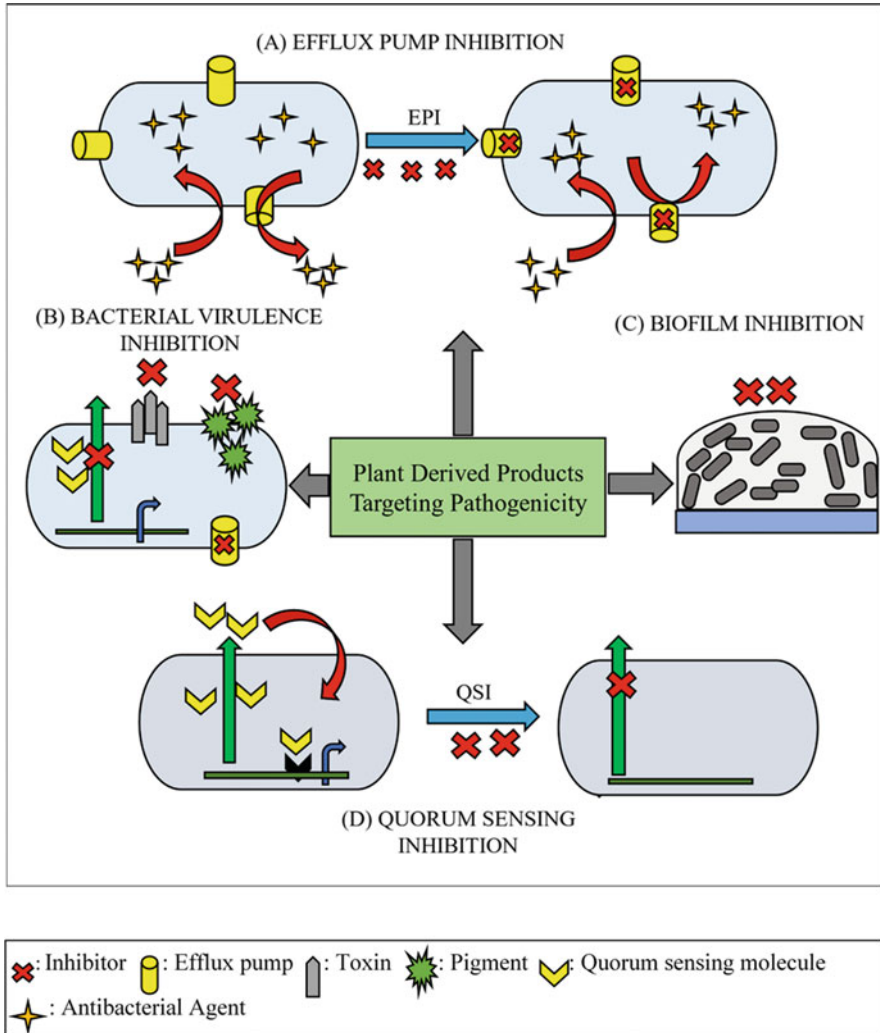 (A) EFFLUX PUMP INHIBITION
EPI
(B) BACTERIAL VIRULENCE
INHIBITION
(C) BIOFILM INHIBITION
Plant Derived Products
Targeting Pathogenicity
QSI
(D) QUORUM SENSING
INHIBITION
: Inhibitor : Efflux pump : Toxin : Pigment : Quorum sensing molecule
: Antibacterial Agent